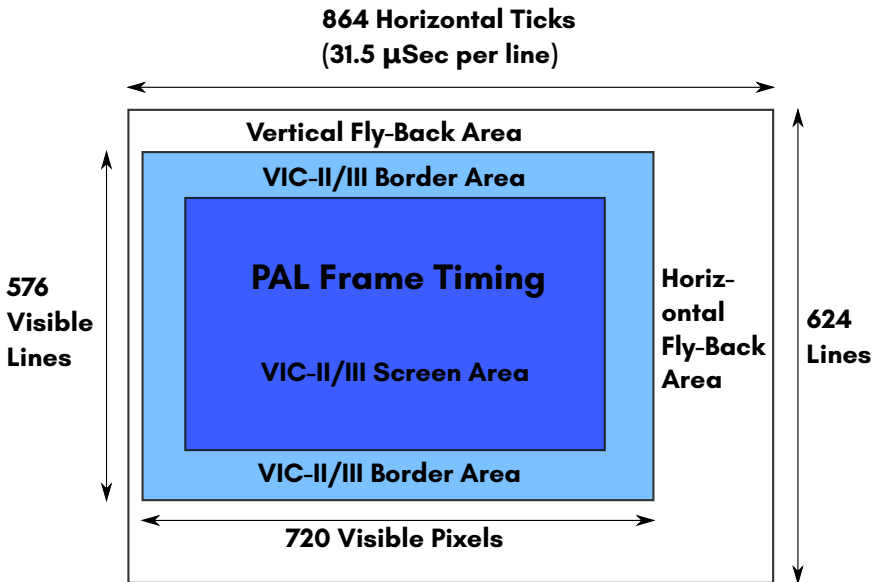 864 Horizontal Ticks
(31.5 μSec per line)
Vertical Fly-Back Area
VIC-II/III Border Area
PAL Frame Timing
576
Visible
Lines
Horiz-
ontal
Fly-Back
Area
624
Lines
VIC-II/III Screen Area
VIC-II/III Border Area
720 Visible Pixels